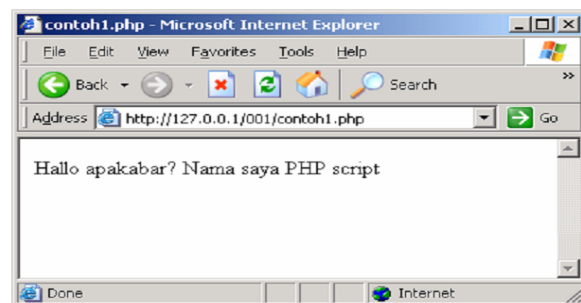 contoh1.php - Microsoft Internet Explorer
File Edit View Favorites Tools Help
Back Search »
Address http://127.0.0.1/001/contoh1.php Go
Hallo apakabar? Nama saya PHP script
Done Internet